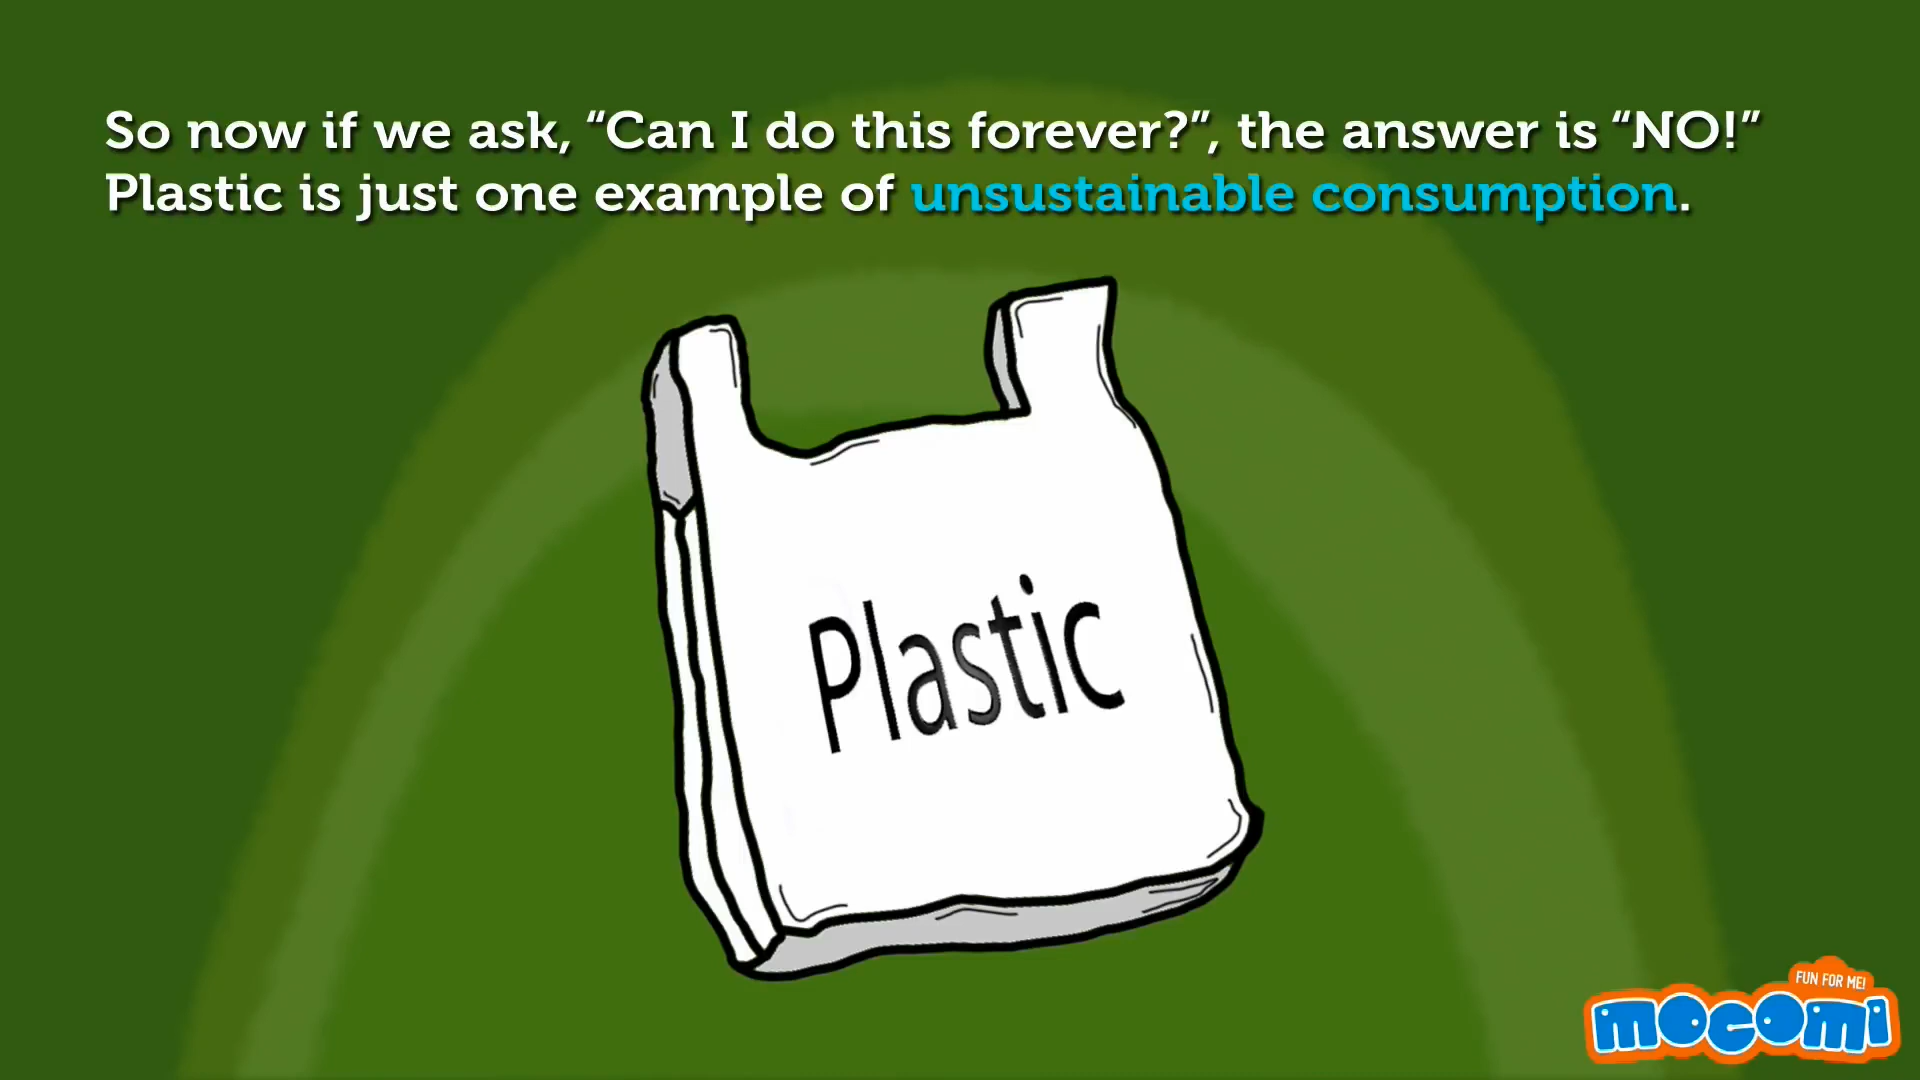 So now if we ask, “Can I do this forever?”, the answer is “NO!”
Plastic is just one example of unsustainable consumption.
Plastic
FUN FOR ME!
mocomi